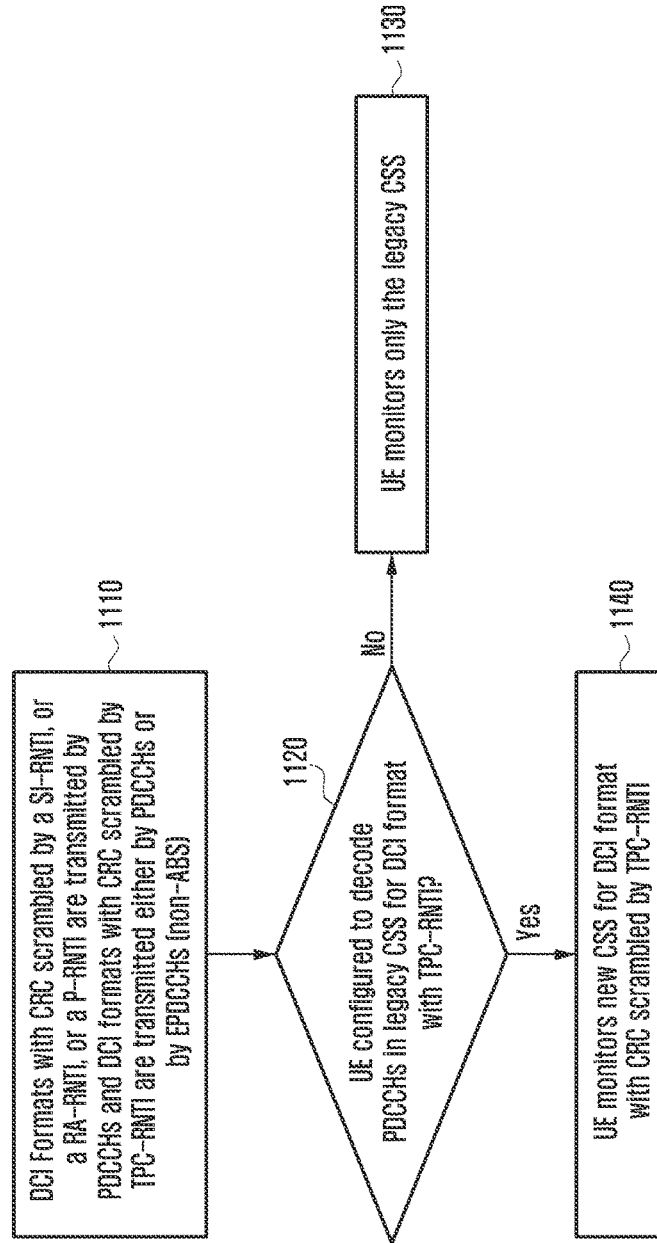 DCI Formats with CRC scrambled by a SI-RNTI, or
a RA-RNTI, or a P-RNTI are transmitted by
PDCCHs and DCI formats with CRC scrambled by
TPC-RNTI are transmitted either by PDCCHs or
by EPDCCHs (non-ABS)
1110
1120
UE configured to decode
PDCCHs in legacy CSS for DCI format
with TPC-RNTI?
No
UE monitors only the legacy CSS
1130
Yes
UE monitors new CSS for DCI format
with CRC scrambled by TPC-RNTI
1140